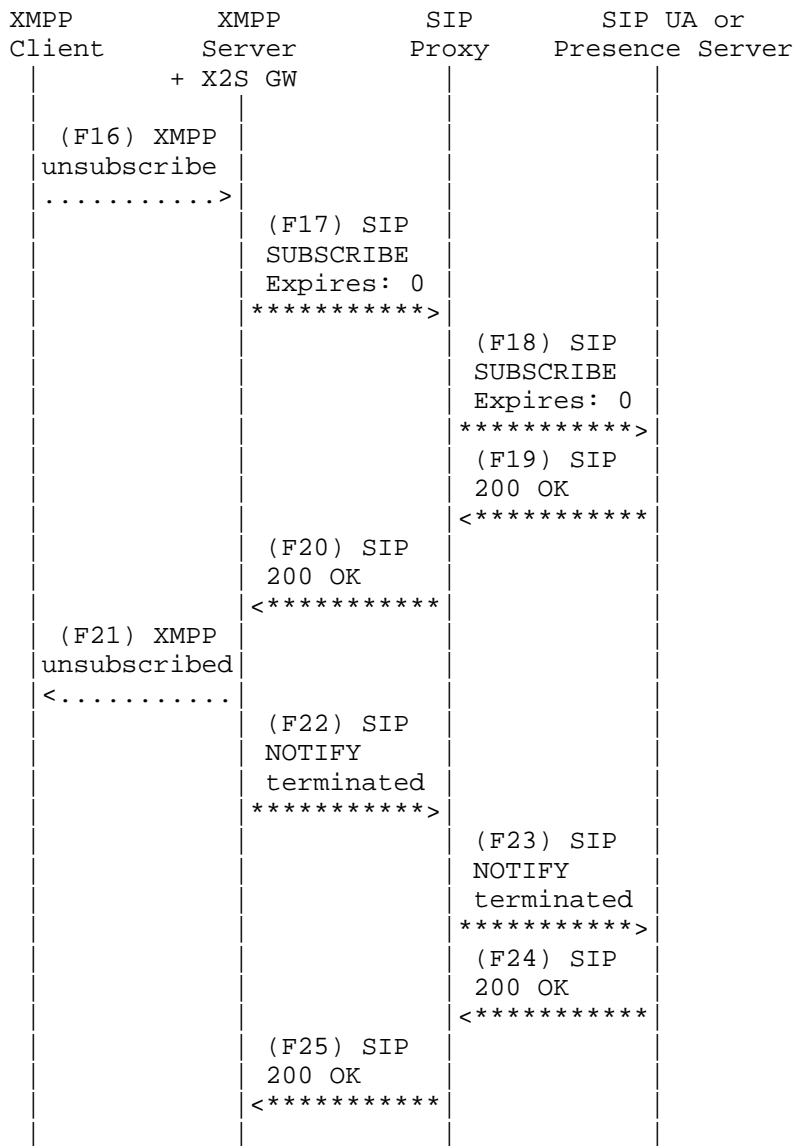 XMPP XMPP SIP SIP UA or
Client Server Proxy Presence Server
+ X2S GW
(F16) XMPP
unsubscribe
...........>
(F17) SIP
SUBSCRIBE
Expires: 0
***********>
(F18) SIP
SUBSCRIBE
Expires: 0
***********>
(F19) SIP
200 OK
<***********
(F20) SIP
200 OK
<***********
(F21) XMPP
unsubscribed
<...........
(F22) SIP
NOTIFY
terminated
***********>
(F23) SIP
NOTIFY
terminated
***********>
(F24) SIP
200 OK
<***********
(F25) SIP
200 OK
<***********